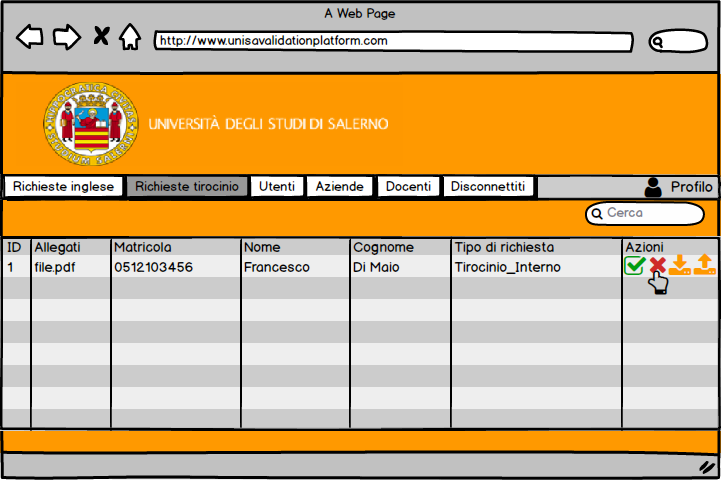 A Web Page
http://www.unisavalidationplatform.com
UNIVERSITÀ DEGLI STUDI DI SALERNO
Richieste inglese Richieste tirocinio Utenti Aziende Docenti Disconnettiti Profilo
Cerca
ID Allegati Matricola Nome Cognome Tipo di richiesta Azioni
1 file.pdf 0512103456 Francesco Di Maio Tirocinio_Interno